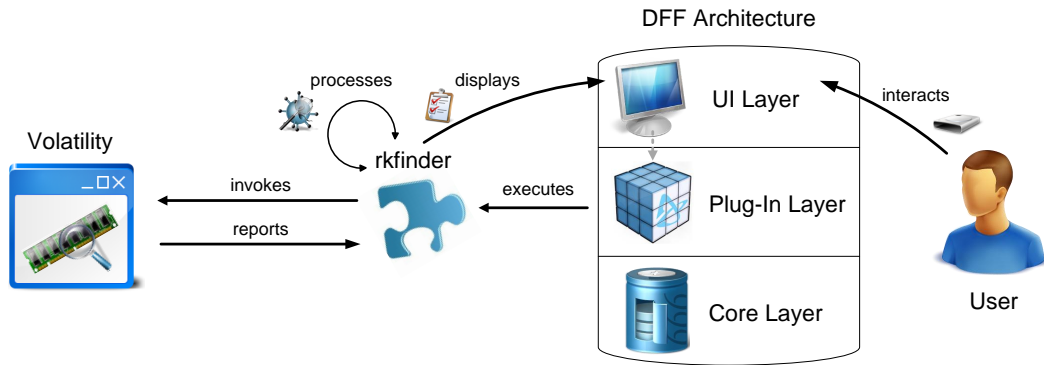 DFF Architecture
processes
displays
UI Layer
interacts
Volatility
rkfinder
invokes
executes
Plug-In Layer
reports
User
Core Layer